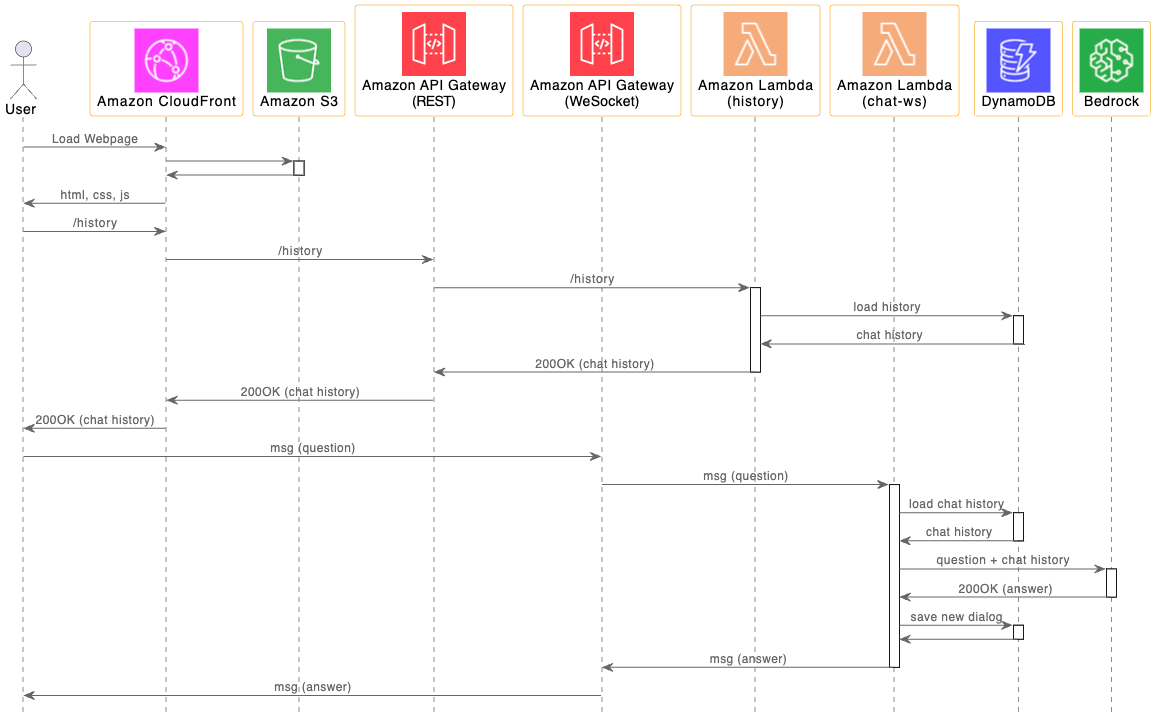 User
Amazon CloudFront
Amazon S3
Amazon API Gateway
(REST)
Amazon API Gateway
(WeSocket)
Amazon Lambda
(history)
Amazon Lambda
(chat-ws)
DynamoDB
Bedrock
Load Webpage
html, css, js
/history
/history
/history
load history
chat history
200OK (chat history)
200OK (chat history)
200OK (chat history)
msg (question)
msg (question)
load chat history
chat history
question + chat history
200OK (answer)
save new dialog
msg (answer)
msg (answer)